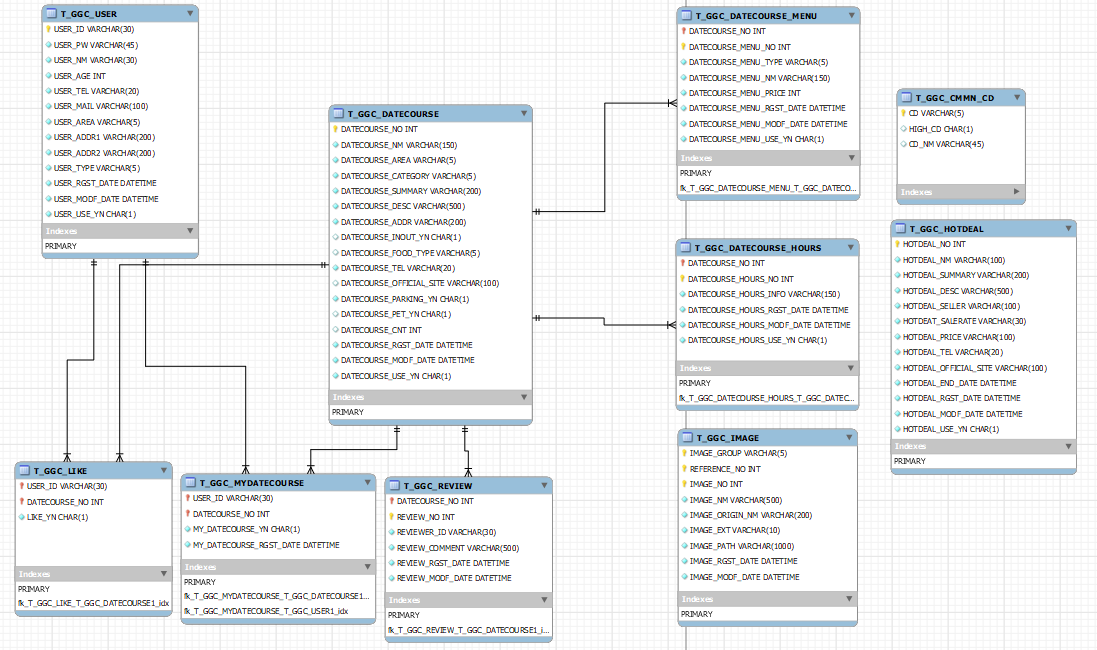 T_GGC_USER
USER_ID VARCHAR(30)
USER_PW VARCHAR(45)
USER_NM VARCHAR(30)
USER_AGE INT
USER_TEL VARCHAR(20)
USER_MAIL VARCHAR(100)
USER_AREA VARCHAR(5)
USER_ADDR1 VARCHAR(200)
USER_ADDR2 VARCHAR(200)
USER_TYPE VARCHAR(5)
USER_RGST_DATE DATETIME
USER_MODF_DATE DATETIME
USER_USE_YN CHAR(1)
Indexes
PRIMARY
T_GGC_DATECOURSE
DATECOURSE_NO INT
DATECOURSE_NM VARCHAR(150)
DATECOURSE_AREA VARCHAR(5)
DATECOURSE_CATEGORY VARCHAR(5)
DATECOURSE_SUMMARY VARCHAR(200)
DATECOURSE_DESC VARCHAR(500)
DATECOURSE_ADDR VARCHAR(200)
DATECOURSE_INOUT_YN CHAR(1)
DATECOURSE_FOOD_TYPE VARCHAR(5)
DATECOURSE_TEL VARCHAR(20)
DATECOURSE_OFFICIAL_SITE VARCHAR(100)
DATECOURSE_PARKING_YN CHAR(1)
DATECOURSE_PET_YN CHAR(1)
DATECOURSE_CNT INT
DATECOURSE_RGST_DATE DATETIME
DATECOURSE_MODF_DATE DATETIME
DATECOURSE_USE_YN CHAR(1)
Indexes
PRIMARY
T_GGC_DATECOURSE_MENU
DATECOURSE_NO INT
DATECOURSE_MENU_NO INT
DATECOURSE_MENU_TYPE VARCHAR(5)
DATECOURSE_MENU_NM VARCHAR(150)
DATECOURSE_MENU_PRICE INT
DATECOURSE_MENU_RGST_DATE DATETIME
DATECOURSE_MENU_MODF_DATE DATETIME
DATECOURSE_MENU_USE_YN CHAR(1)
Indexes
PRIMARY
fk_T_GGC_DATECOURSE_MENU_T_GGC_DATECO...
T_GGC_CMMN_CD
CD VARCHAR(5)
HIGH_CD CHAR(1)
CD_NM VARCHAR(45)
Indexes
T_GGC_DATECOURSE_HOURS
DATECOURSE_NO INT
DATECOURSE_HOURS_NO INT
DATECOURSE_HOURS_INFO VARCHAR(150)
DATECOURSE_HOURS_RGST_DATE DATETIME
DATECOURSE_HOURS_MODF_DATE DATETIME
DATECOURSE_HOURS_USE_YN CHAR(1)
Indexes
PRIMARY
fk_T_GGC_DATECOURSE_HOURS_T_GGC_DATEC...
T_GGC_HOTDEAL
HOTDEAL_NO INT
HOTDEAL_NM VARCHAR(100)
HOTDEAL_SUMMARY VARCHAR(200)
HOTDEAL_DESC VARCHAR(500)
HOTDEAL_SELLER VARCHAR(100)
HOTDEAT_SALERATE VARCHAR(30)
HOTDEAL_PRICE VARCHAR(100)
HOTDEAL_TEL VARCHAR(20)
HOTDEAL_OFFICIAL_SITE VARCHAR(100)
HOTDEAL_END_DATE DATETIME
HOTDEAL_RGST_DATE DATETIME
HOTDEAL_MODF_DATE DATETIME
HOTDEAL_USE_YN CHAR(1)
Indexes
PRIMARY
T_GGC_LIKE
USER_ID VARCHAR(30)
DATECOURSE_NO INT
LIKE_YN CHAR(1)
Indexes
PRIMARY
fk_T_GGC_LIKE_T_GGC_DATECOURSE1_idx
T_GGC_MYDATECOURSE
USER_ID VARCHAR(30)
DATECOURSE_NO INT
MY_DATECOURSE_YN CHAR(1)
MY_DATECOURSE_RGST_DATE DATETIME
Indexes
PRIMARY
fk_T_GGC_MYDATECOURSE_T_GGC_DATECOURSE1...
fk_T_GGC_MYDATECOURSE_T_GGC_USER1_idx
T_GGC_REVIEW
DATECOURSE_NO INT
REVIEW_NO INT
REVIEWER_ID VARCHAR(30)
REVIEW_COMMENT VARCHAR(500)
REVIEW_RGST_DATE DATETIME
REVIEW_MODF_DATE DATETIME
Indexes
PRIMARY
fk_T_GGC_REVIEW_T_GGC_DATECOURSE1_i...
T_GGC_IMAGE
IMAGE_GROUP VARCHAR(5)
REFERENCE_NO INT
IMAGE_NO INT
IMAGE_NM VARCHAR(500)
IMAGE_ORIGIN_NM VARCHAR(200)
IMAGE_EXT VARCHAR(10)
IMAGE_PATH VARCHAR(1000)
IMAGE_RGST_DATE DATETIME
IMAGE_MODF_DATE DATETIME
Indexes
PRIMARY